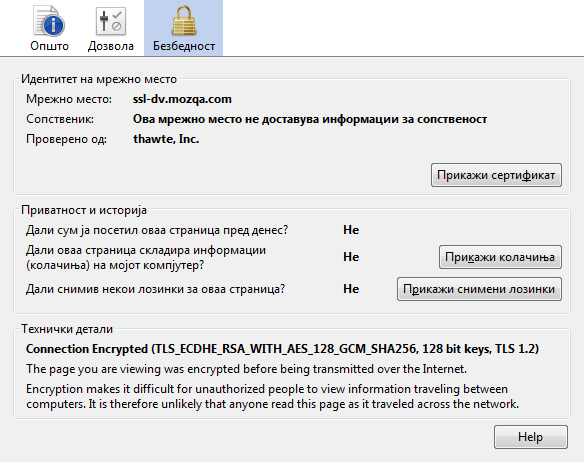 Општо Дозвола Безбедност
Идентитет на мрежно место
Мрежно место: ssl-dv.mozqa.com
Сопственик: Ова мрежно место не доставува информации за сопственост
Проверено од: thawte, Inc.
Прикажи сертификат
Приватност и историја
Дали сум ја посетил оваа страница пред денес? Не
Дали оваа страница складира информации
(колачиња) на мојот компјутер? Не Прикажи колачиња
Дали снимив некои лозинки за оваа страница? Не Прикажи снимени лозинки
Технички детали
Connection Encrypted (TLS_ECDHE_RSA_WITH_AES_128_GCM_SHA256, 128 bit keys, TLS 1.2)
The page you are viewing was encrypted before being transmitted over the Internet.
Encryption makes it difficult for unauthorized people to view information traveling between
computers. It is therefore unlikely that anyone read this page as it traveled across the network.
Help